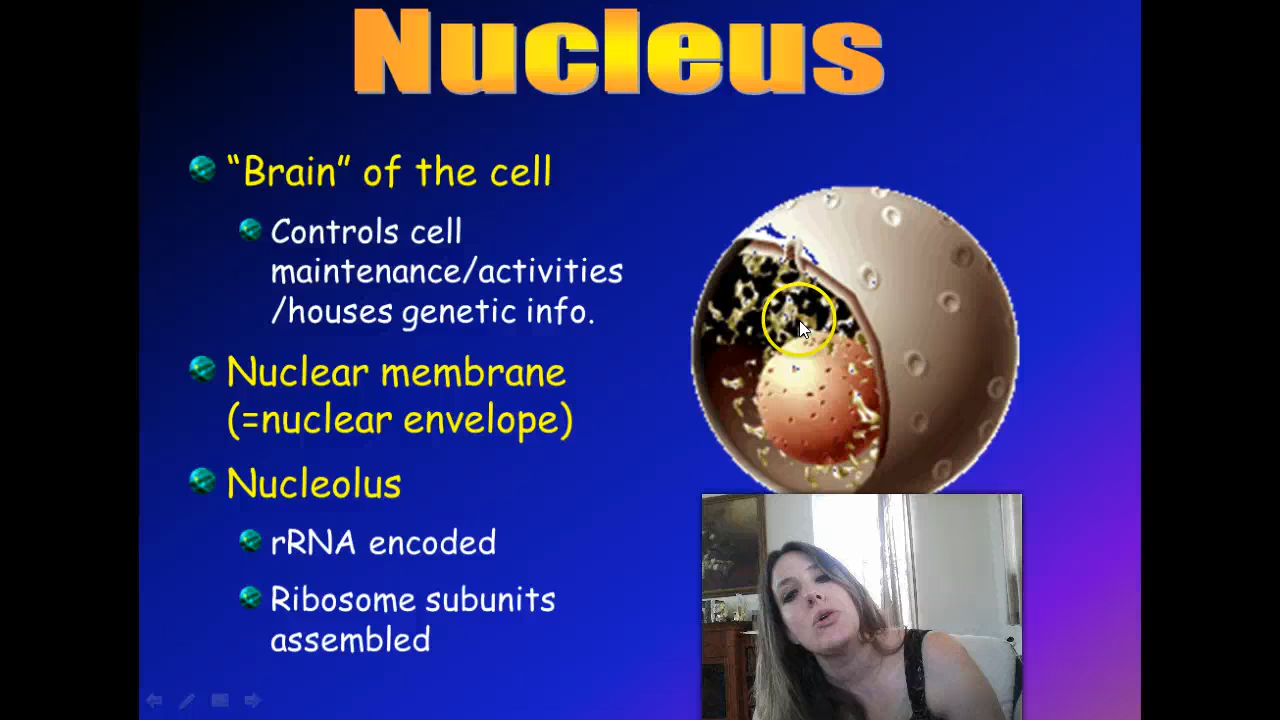 Nucleus
“Brain” of the cell
Controls cell
maintenance/activities
/houses genetic info.
Nuclear membrane
(=nuclear envelope)
Nucleolus
rRNA encoded
Ribosome subunits
assembled